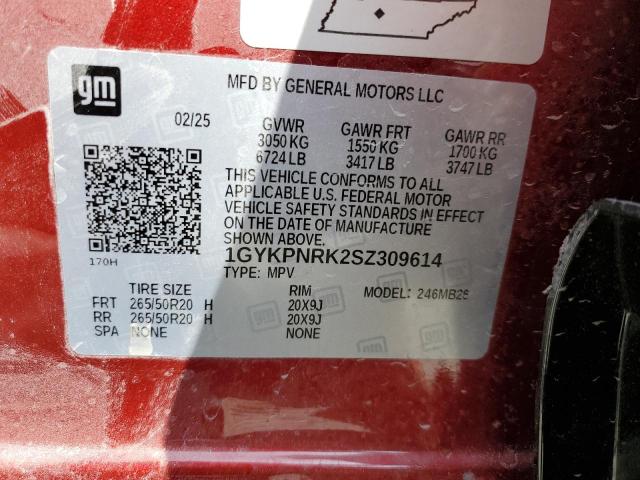 gm
MFD BY GENERAL MOTORS LLC
02/25 GVWR GAWR FRT GAWR RR
3050 KG 1550 KG 1700 KG
6724 LB 3417 LB 3747 LB
THIS VEHICLE CONFORMS TO ALL
APPLICABLE U.S. FEDERAL MOTOR
VEHICLE SAFETY STANDARDS IN EFFECT
ON THE DATE OF MANUFACTURE
SHOWN ABOVE.
170H
1GYKPNRK2SZ309614
TYPE: MPV
TIRE SIZE RIM MODEL: 246MB26
FRT 265/50R20 H 20X9J
RR 265/50R20 H 20X9J
SPA NONE NONE